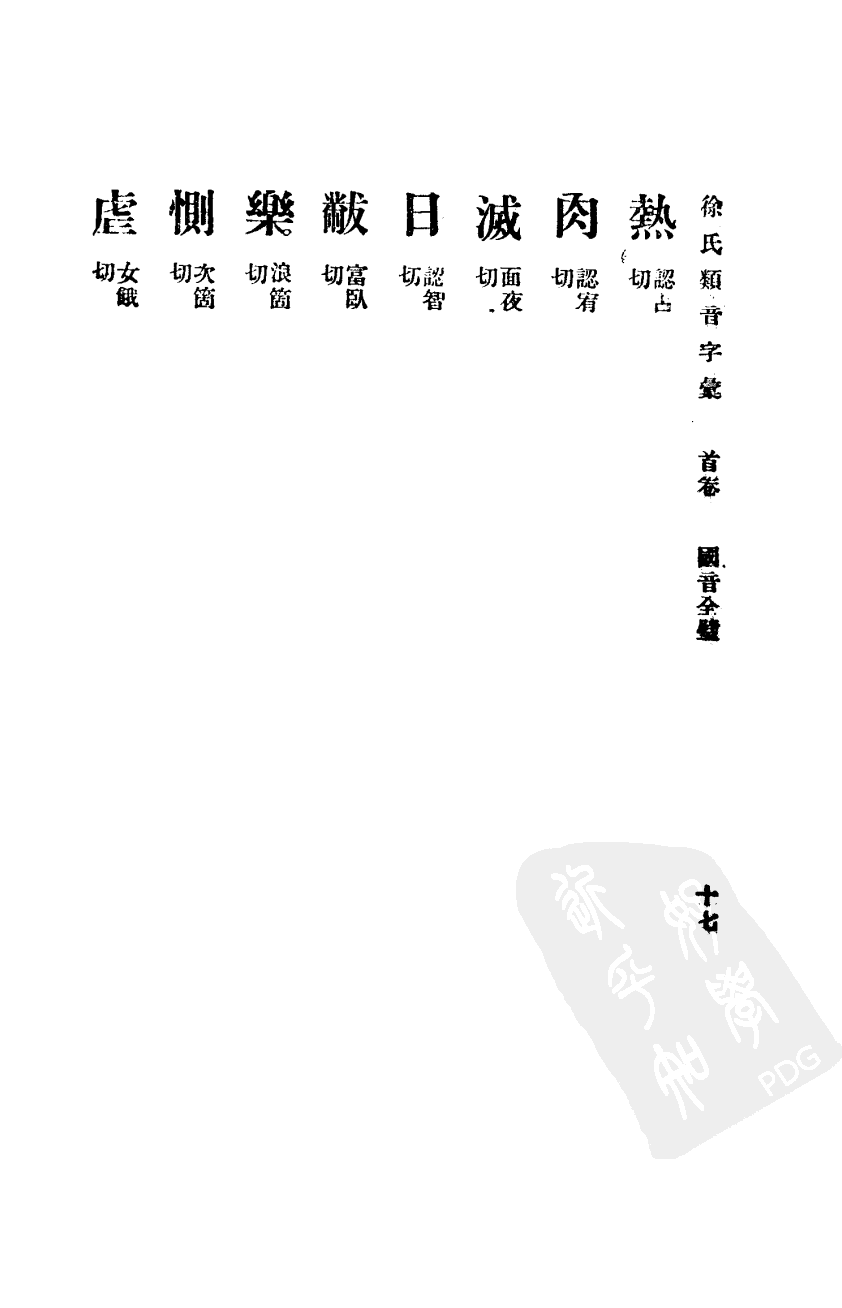 徐氏類音字彙 首卷 國音全璧 十七
熱 認占切
肉 認宥切
滅 面夜切
日 認智切
黻 富臥切
樂 浪箇切
惻 次箇切
虐 女餓切
PDG